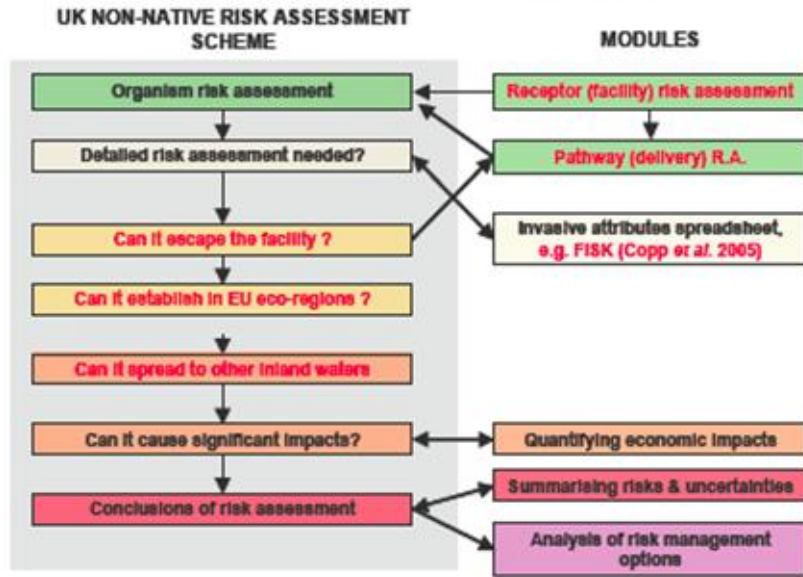 UK NON-NATIVE RISK ASSESSMENT
SCHEME
MODULES
Organism risk assessment
Receptor (facility) risk assessment
Detailed risk assessment needed?
Pathway (delivery) R.A.
Can it escape the facility ?
Invasive attributes spreadsheet,
e.g. FISK (Copp et al. 2005)
Can it establish in EU eco-regions ?
Can it spread to other inland waters
Can it cause significant impacts?
Quantifying economic impacts
Conclusions of risk assessment
Summarising risks & uncertainties
Analysis of risk management
options